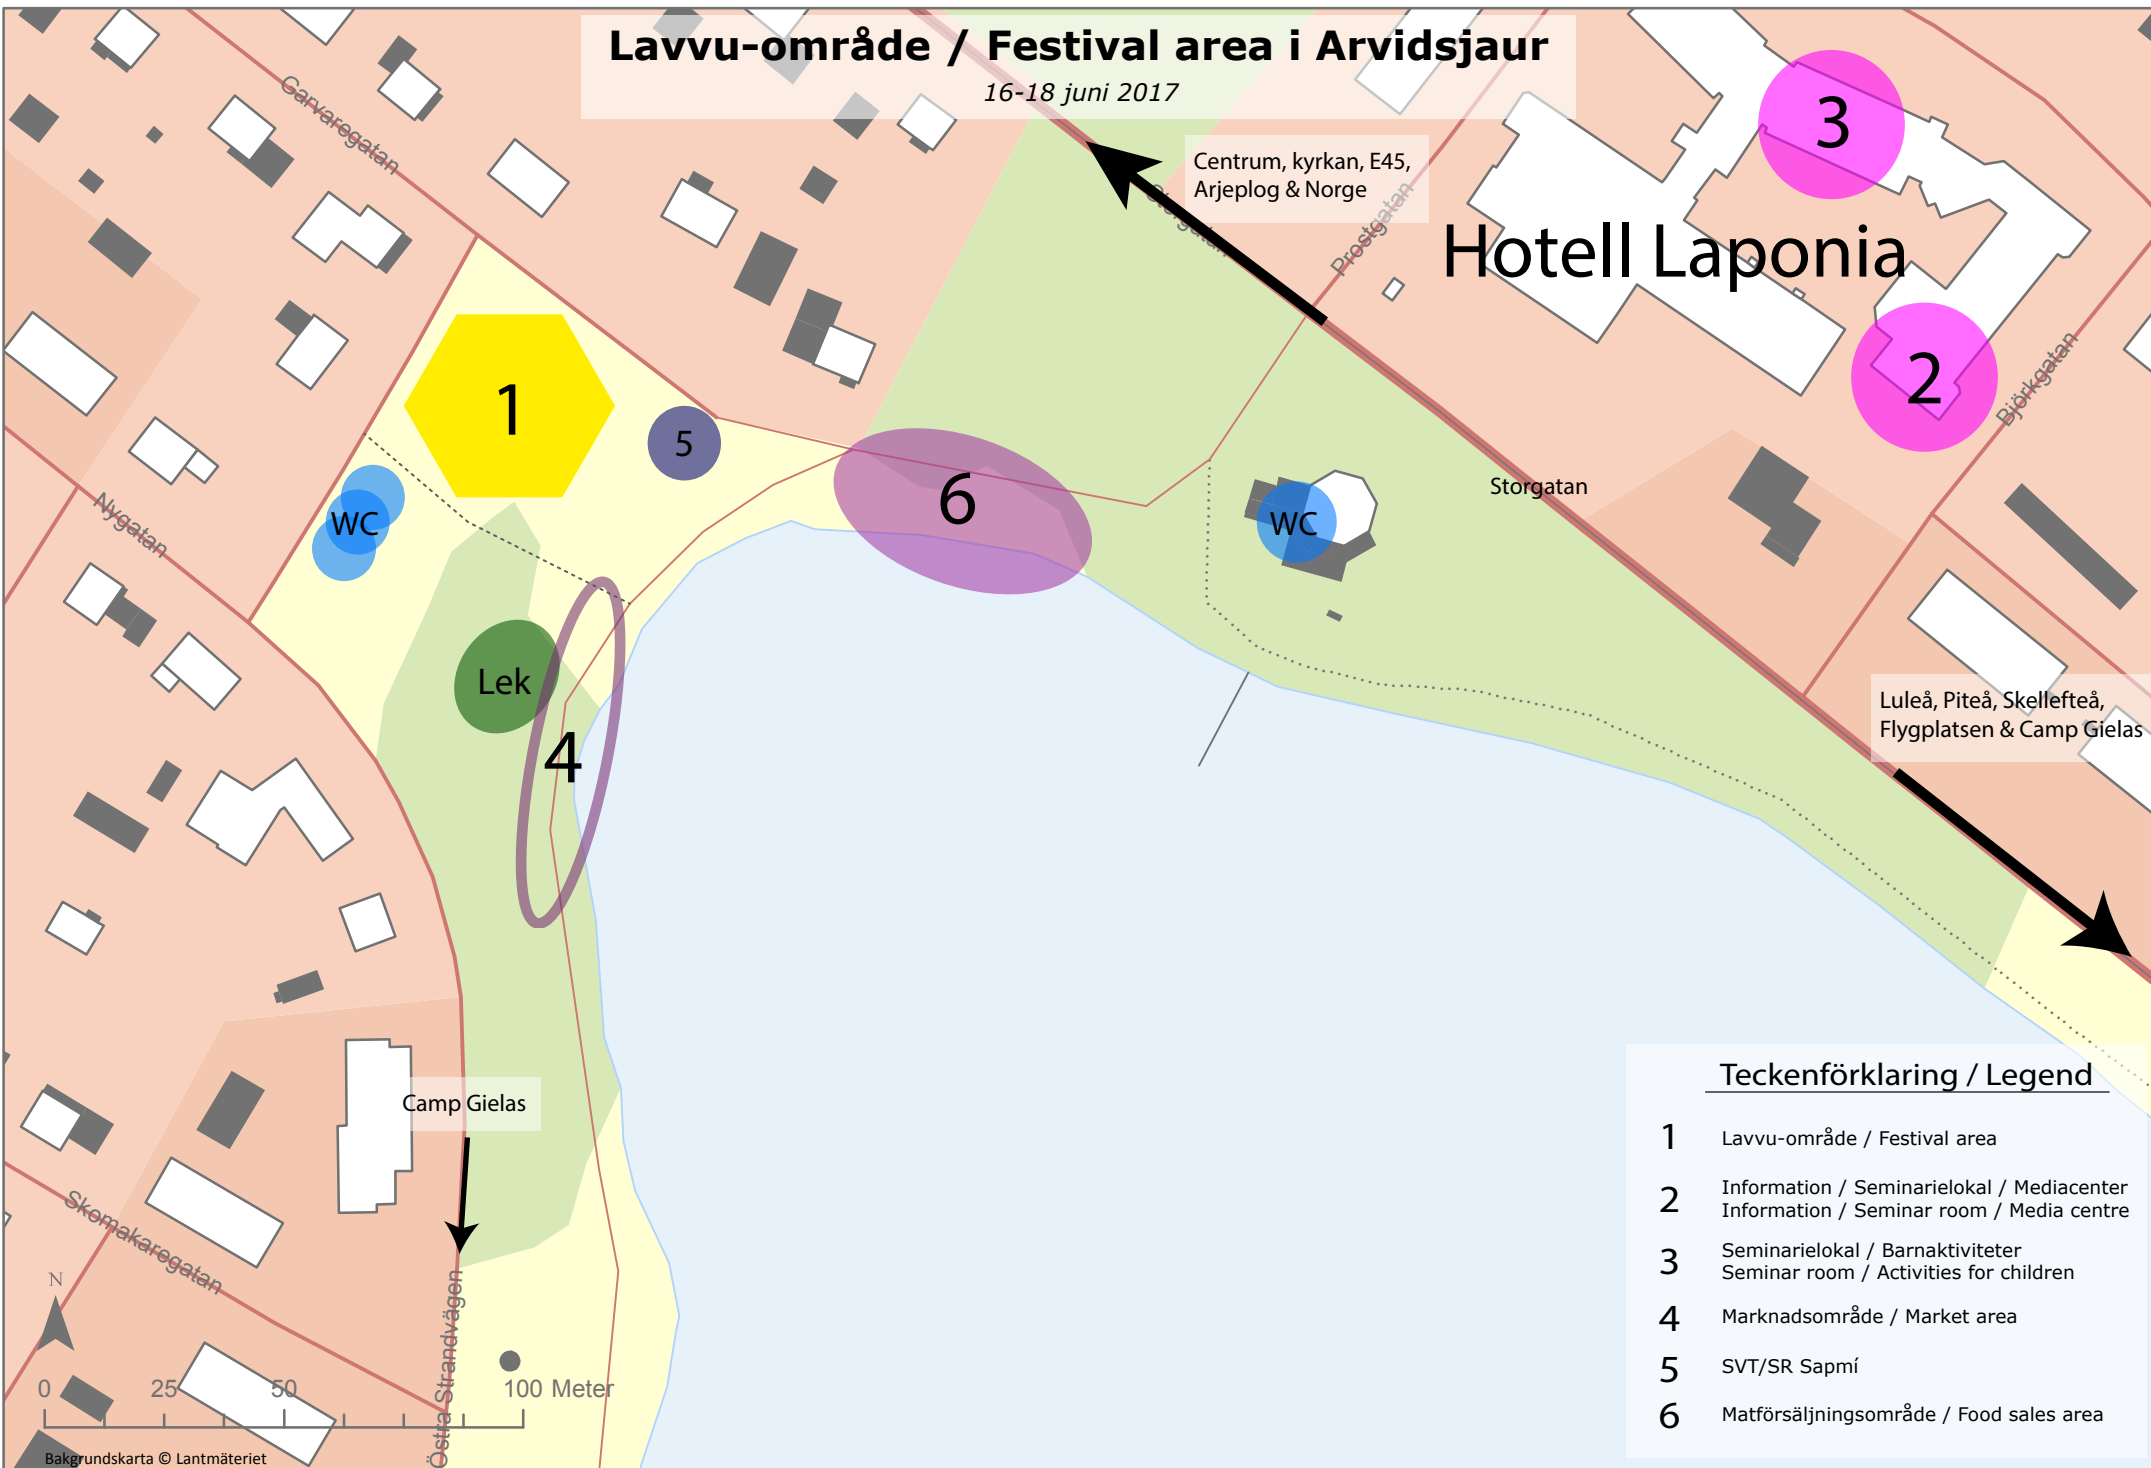 Lavvu-område / Festival area i Arvidsjaur
16-18 juni 2017
Garvaregatan
Centrum, kyrkan, E45,
Arjeplog & Norge
Storgatan
Prostgatan
3
Hotell Laponia
2
Björkgatan
1
5
6
WC
WC
Storgatan
Nygatan
Lek
4
Luleå, Piteå, Skellefteå,
Flygplatsen & Camp Gielas
Camp Gielas
Skomakaregatan
Östra Strandvägen
N
0 25 50 100 Meter
Bakgrundskarta © Lantmäteriet
Teckenförklaring / Legend
1 Lavvu-område / Festival area
2 Information / Seminarielokal / Mediacenter
Information / Seminar room / Media centre
3 Seminarielokal / Barnaktiviteter
Seminar room / Activities for children
4 Marknadsområde / Market area
5 SVT/SR Sapmí
6 Matförsäljningsområde / Food sales area